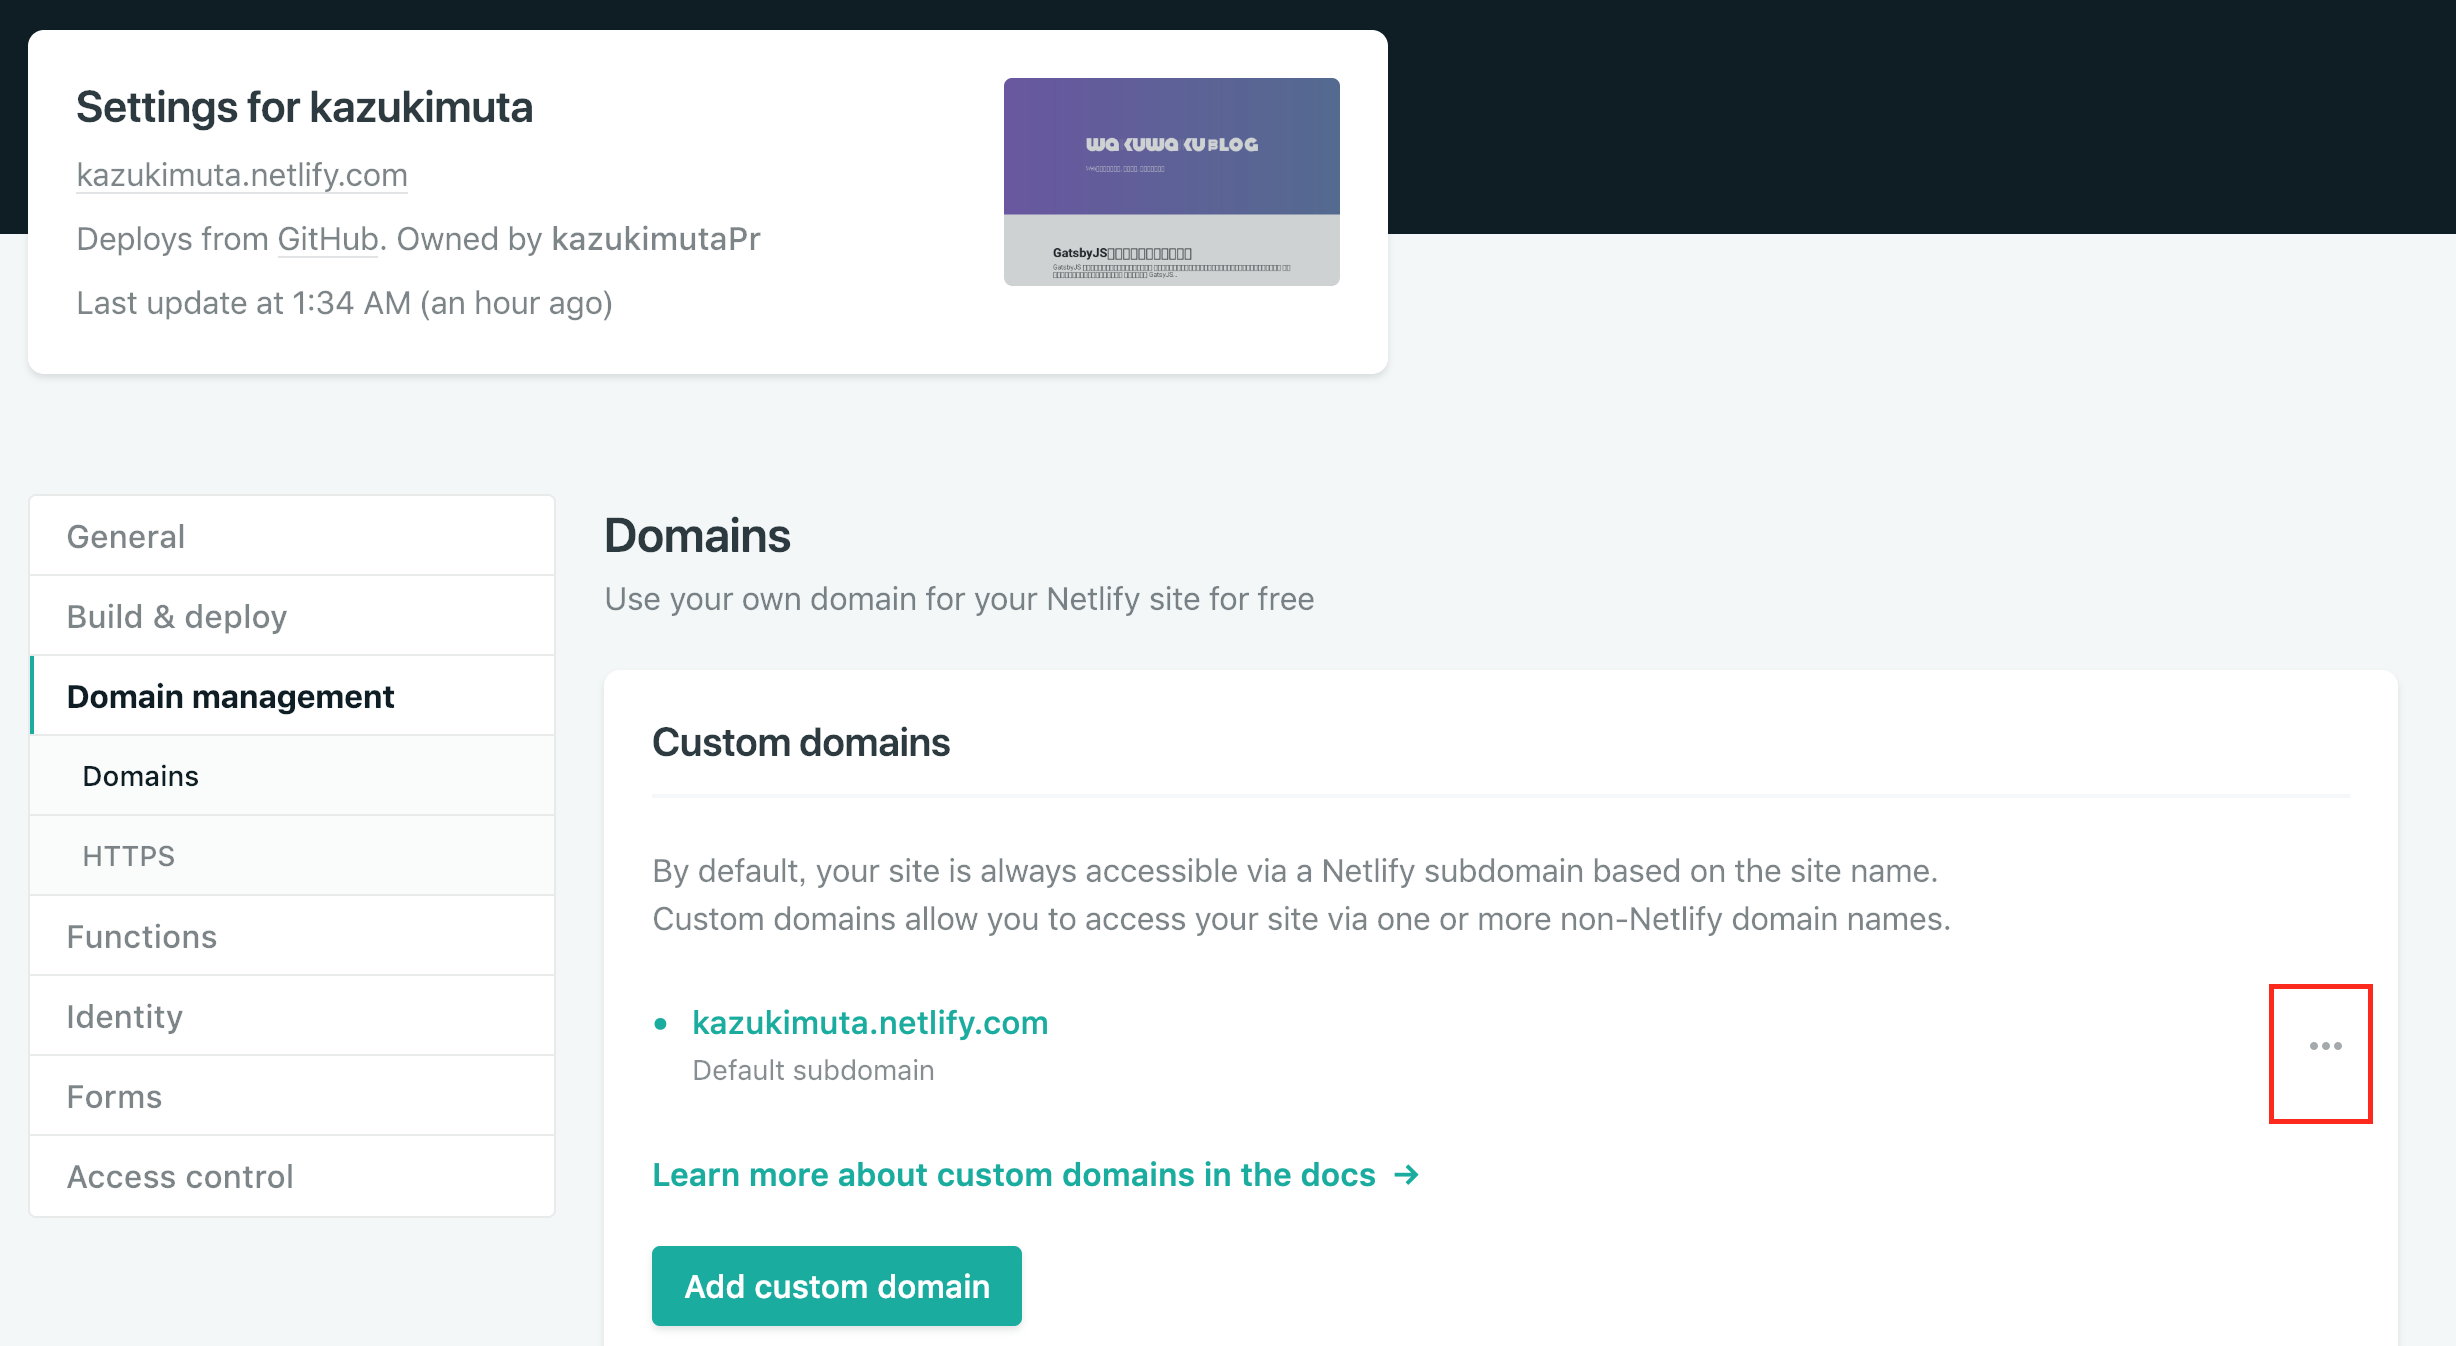 Settings for kazukimuta
kazukimuta.netlify.com
Deploys from GitHub. Owned by kazukimutaPr
Last update at 1:34 AM (an hour ago)
BLOG
GatsbyJS
General
Build & deploy
Domain management
Domains
HTTPS
Functions
Identity
Forms
Access control
Domains
Use your own domain for your Netlify site for free
Custom domains
By default, your site is always accessible via a Netlify subdomain based on the site name.
Custom domains allow you to access your site via one or more non-Netlify domain names.
kazukimuta.netlify.com
Default subdomain
Learn more about custom domains in the docs →
Add custom domain